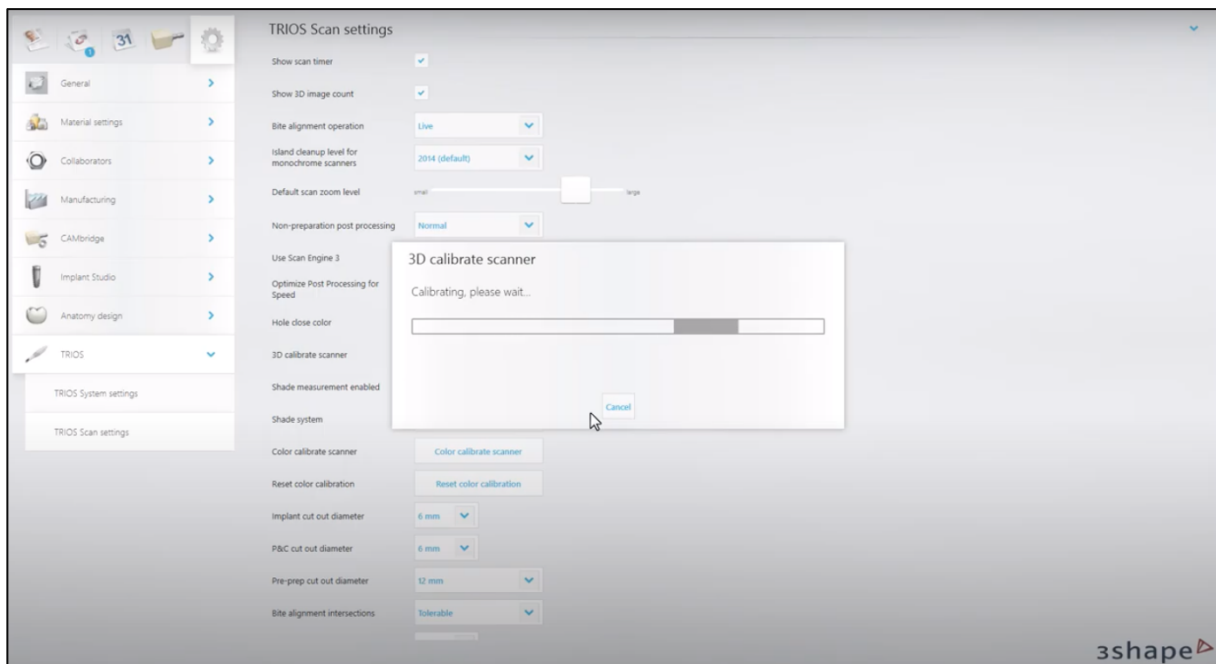 31
1
TRIOS Scan settings
General
Material settings
Collaborators
Manufacturing
CAMbridge
Implant Studio
Anatomy design
TRIOS
TRIOS System settings
TRIOS Scan settings
Show scan timer
Show 3D image count
Bite alignment operation Live
Island cleanup level for
monochrome scanners 2014 (default)
Default scan zoom level small large
Non-preparation post processing Normal
Use Scan Engine 3
Optimize Post Processing for
Speed
Hole close color
3D calibrate scanner
Shade measurement enabled
Shade system
Color calibrate scanner Color calibrate scanner
Reset color calibration Reset color calibration
Implant cut out diameter 6 mm
P&C cut out diameter 6 mm
Pre-prep cut out diameter 12 mm
Bite alignment intersections Tolerable
3D calibrate scanner
Calibrating, please wait...
Cancel
3shape